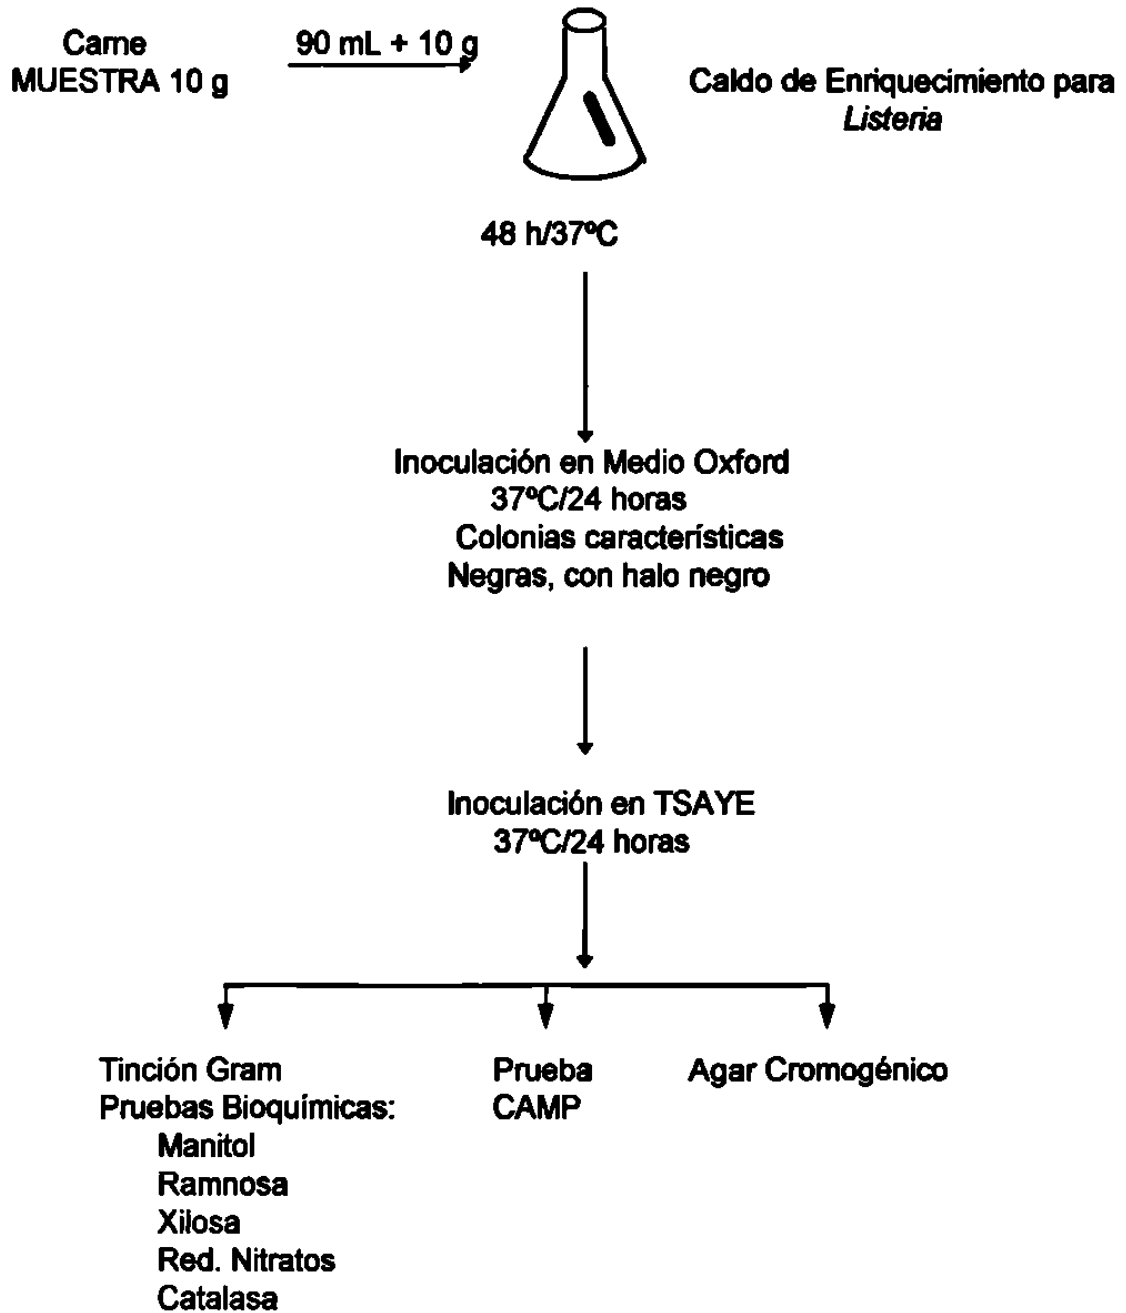 Carne
MUESTRA 10 g
90 mL + 10 g
Caldo de Enriquecimiento para
Listeria
48 h/37ºC
Inoculación en Medio Oxford
37ºC/24 horas
Colonias características
Negras, con halo negro
Inoculación en TSAYE
37ºC/24 horas
Tinción Gram
Pruebas Bioquímicas:
Manitol
Ramnosa
Xilosa
Red. Nitratos
Catalasa
Prueba
CAMP
Agar Cromogénico